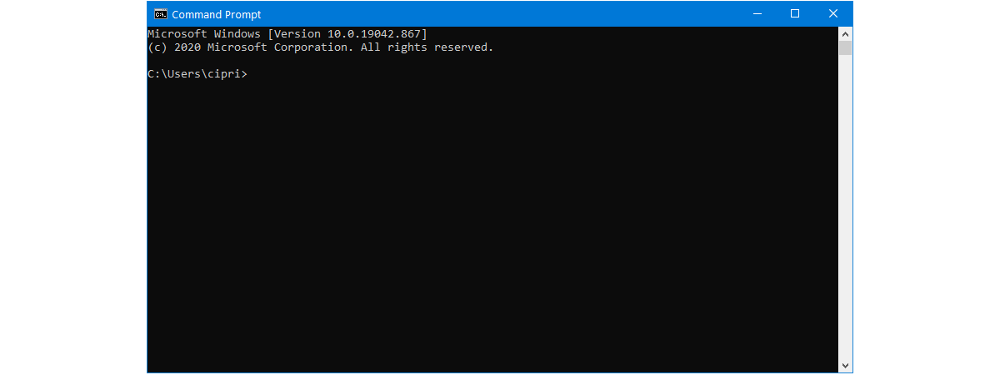 Command Prompt
Microsoft Windows [Version 10.0.19042.867]
(c) 2020 Microsoft Corporation. All rights reserved.
C:\Users\cipri>